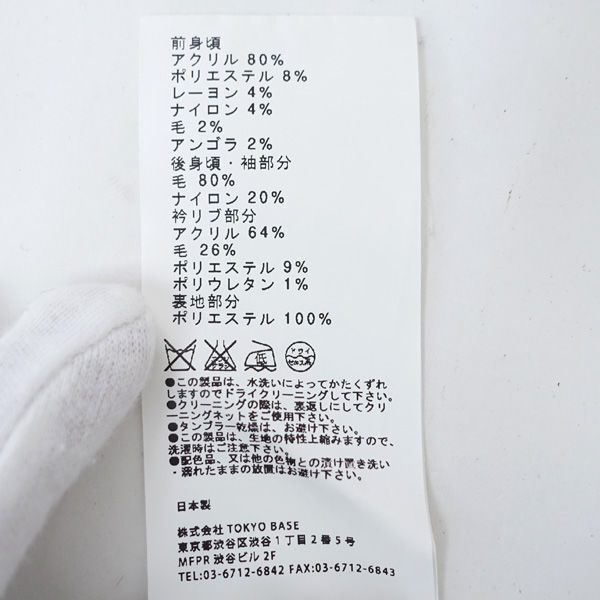 前身頃
アクリル 80%
ポリエステル 8%
レーヨン 4%
ナイロン 4%
毛 2%
アンゴラ 2%
後身頃・袖部分
毛 80%
ナイロン 20%
衿リブ部分
アクリル 64%
毛 26%
ポリエステル 9%
ポリウレタン 1%
裏地部分
ポリエステル 100%
低 ドライ
●この製品は、水洗いによってかたくずれ
しますのでドライクリーニングして下さい。
●クリーニングの際は、裏返しにしてクリ
ーニングネットをご使用下さい。
●タンブラー乾燥は、お避け下さい。
●この製品は、生地の特性上縮みますので、
洗濯時はご注意下さい。
●配色品、又は他の色物との漬け置き洗い
・濡れたままの放置はお避け下さい。
日本製
株式会社 TOKYO BASE
東京都渋谷区渋谷1丁目2番5号
MFPR 渋谷ビル 2F
TEL:03-6712-6842 FAX:03-6712-6843